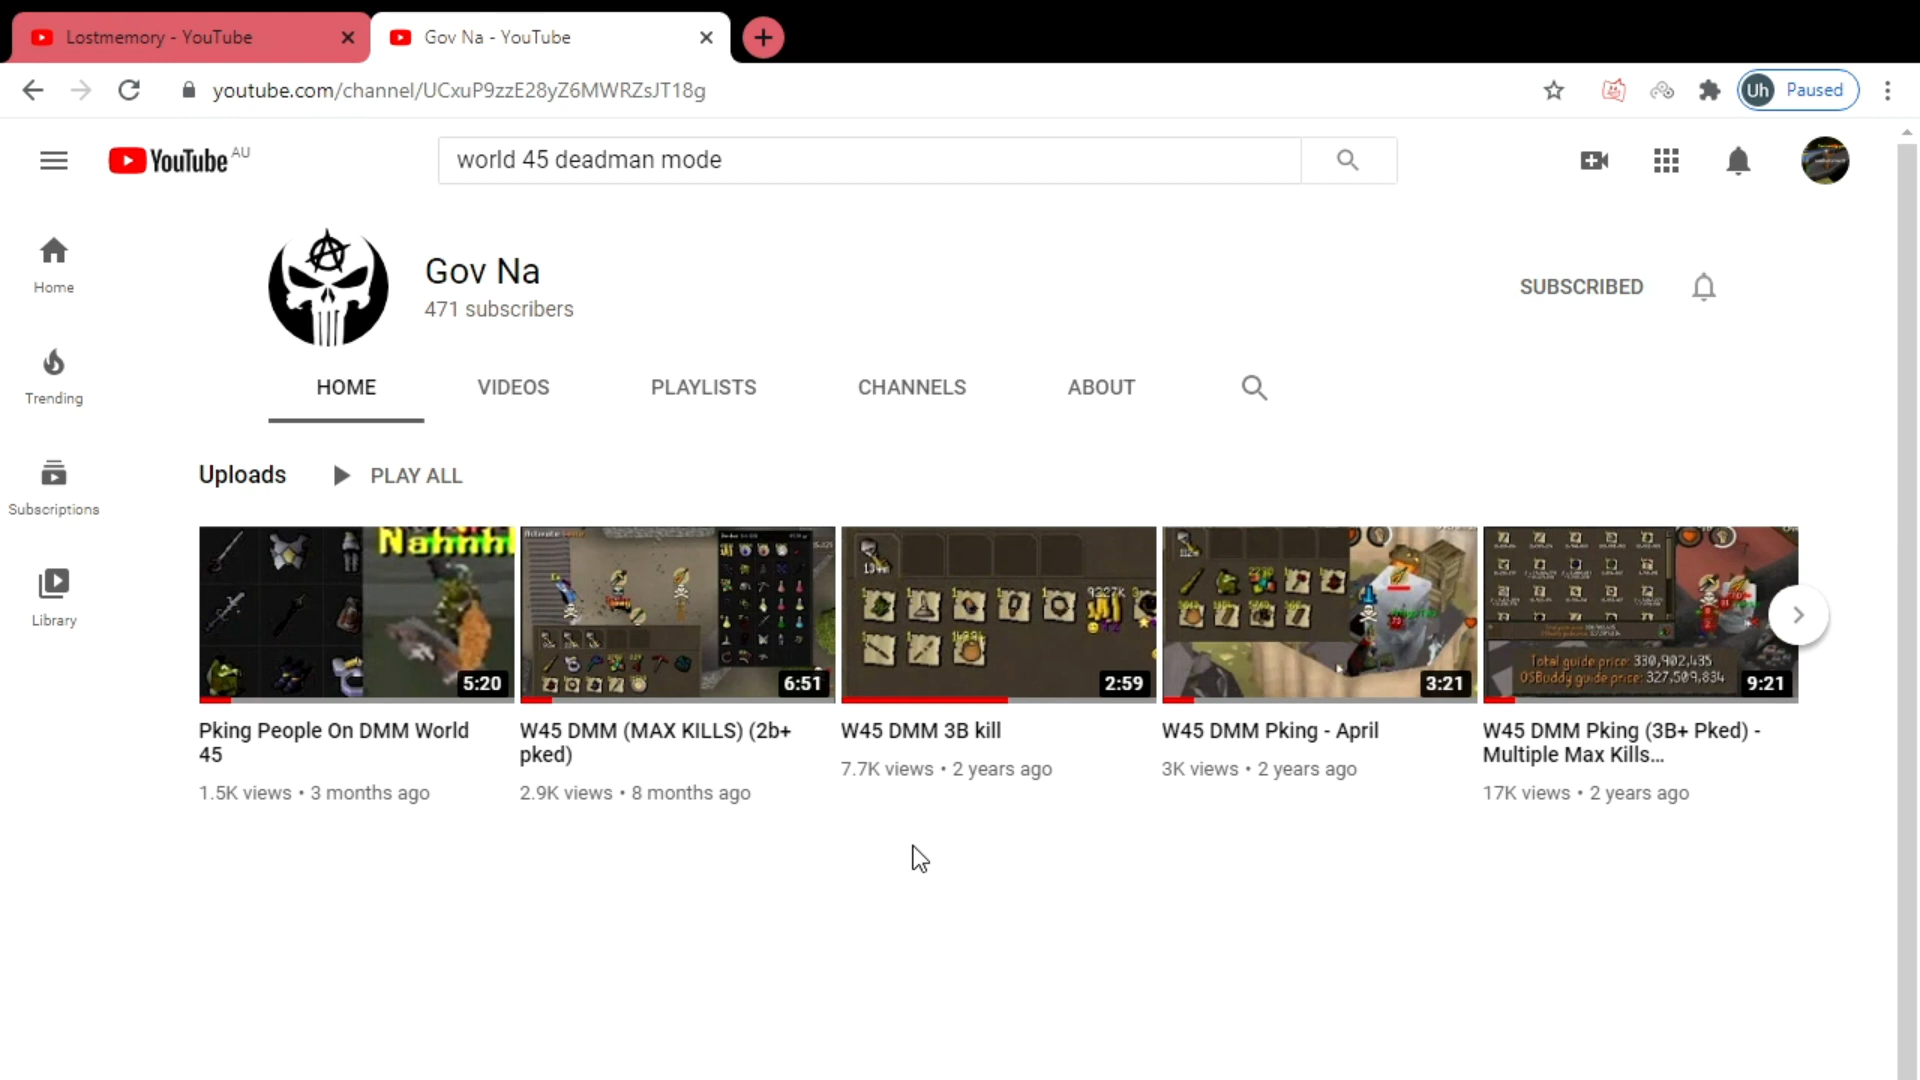 Lostmemory - YouTube
Gov Na - YouTube
youtube.com/channel/UCxuP9zzE28yZ6MWRZsJT18g
Uh Paused
YouTube AU
world 45 deadman mode
Home
Trending
Subscriptions
Library
Gov Na
471 subscribers
SUBSCRIBED
HOME VIDEOS PLAYLISTS CHANNELS ABOUT
Uploads PLAY ALL
Nahhh
5:20
6:51
9227k
2:59
3:21
Total guide price: 330,902,435
OSBuddy guide price: 327,509,834
9:21
Pking People On DMM World
45
1.5K views • 3 months ago
W45 DMM (MAX KILLS) (2b+
pked)
2.9K views • 8 months ago
W45 DMM 3B kill
7.7K views • 2 years ago
W45 DMM Pking - April
3K views • 2 years ago
W45 DMM Pking (3B+ Pked) -
Multiple Max Kills...
17K views • 2 years ago